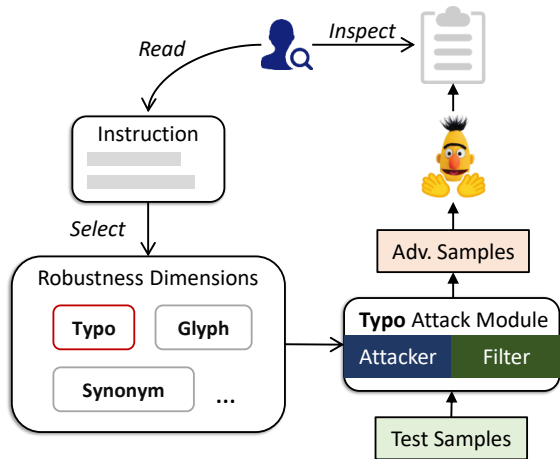 Read
Inspect
Instruction
Select
Robustness Dimensions
Typo
Glyph
Synonym
...
Adv. Samples
Typo Attack Module
Attacker
Filter
Test Samples